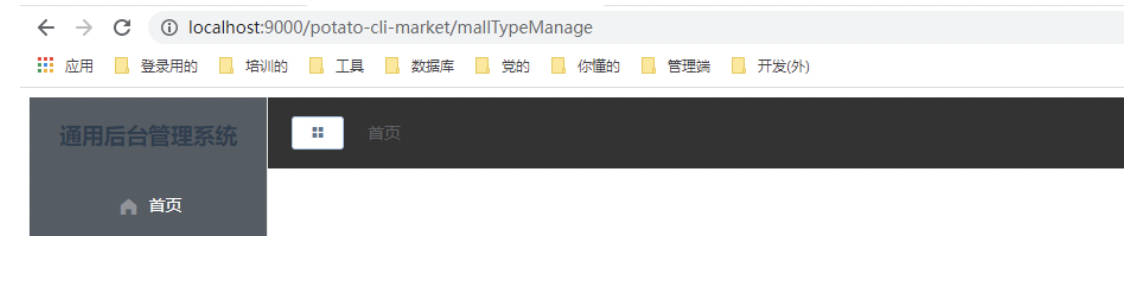 localhost:9000/potato-cli-market/mallTypeManage
应用 登录用的 培训的 工具 数据库 党的 你懂的 管理端 开发(外)
通用后台管理系统 首页
首页